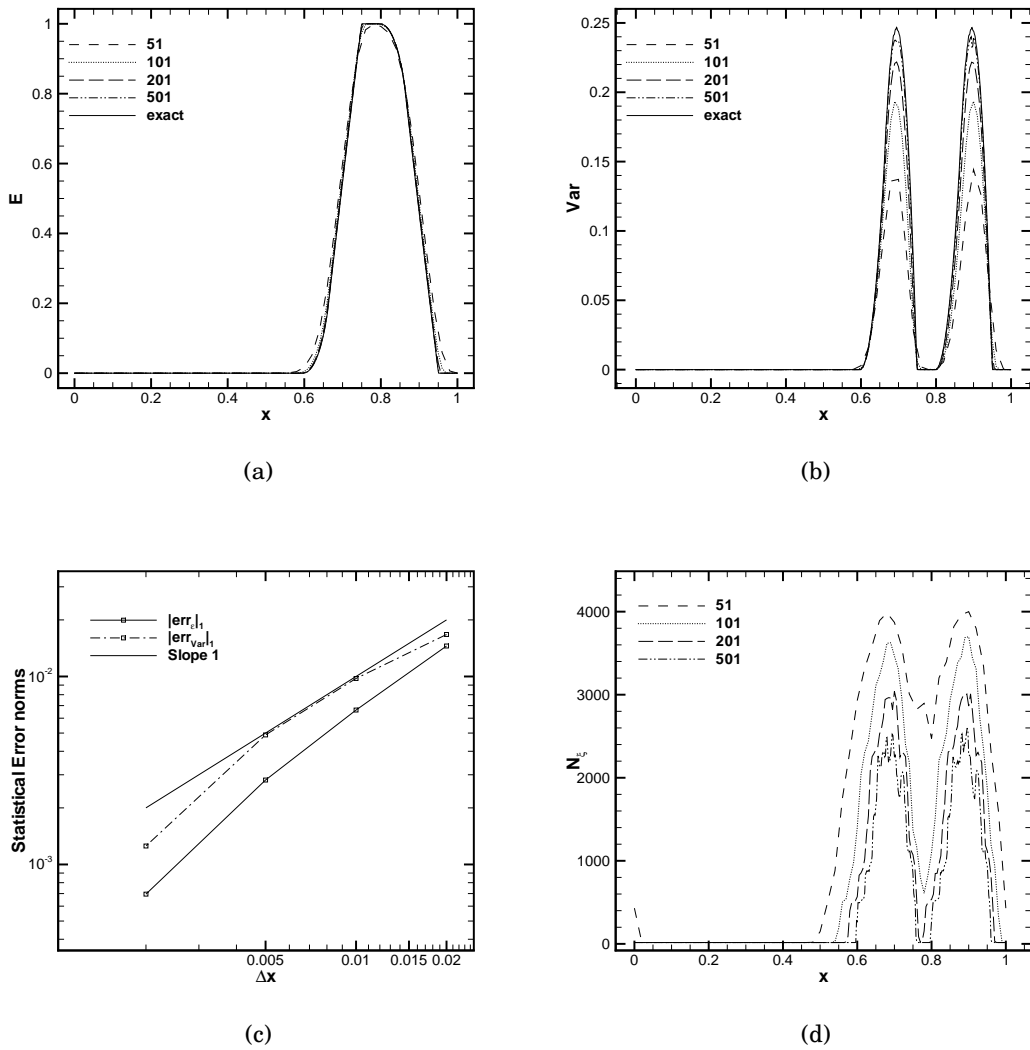 51
101
201
501
exact
E
1
0.8
0.6
0.4
0.2
0
0 0.2 0.4 0.6 0.8 1
x
(a)
51
101
201
501
exact
Var
0.25
0.2
0.15
0.1
0.05
0
0 0.2 0.4 0.6 0.8 1
x
(b)
|err_ε|_1
|err_Var|_1
Slope 1
Statistical Error norms
10^-2
10^-3
0.005 0.01 0.015 0.02
Δx
(c)
51
101
201
501
N_ξ
4000
3000
2000
1000
0
0 0.2 0.4 0.6 0.8 1
x
(d)